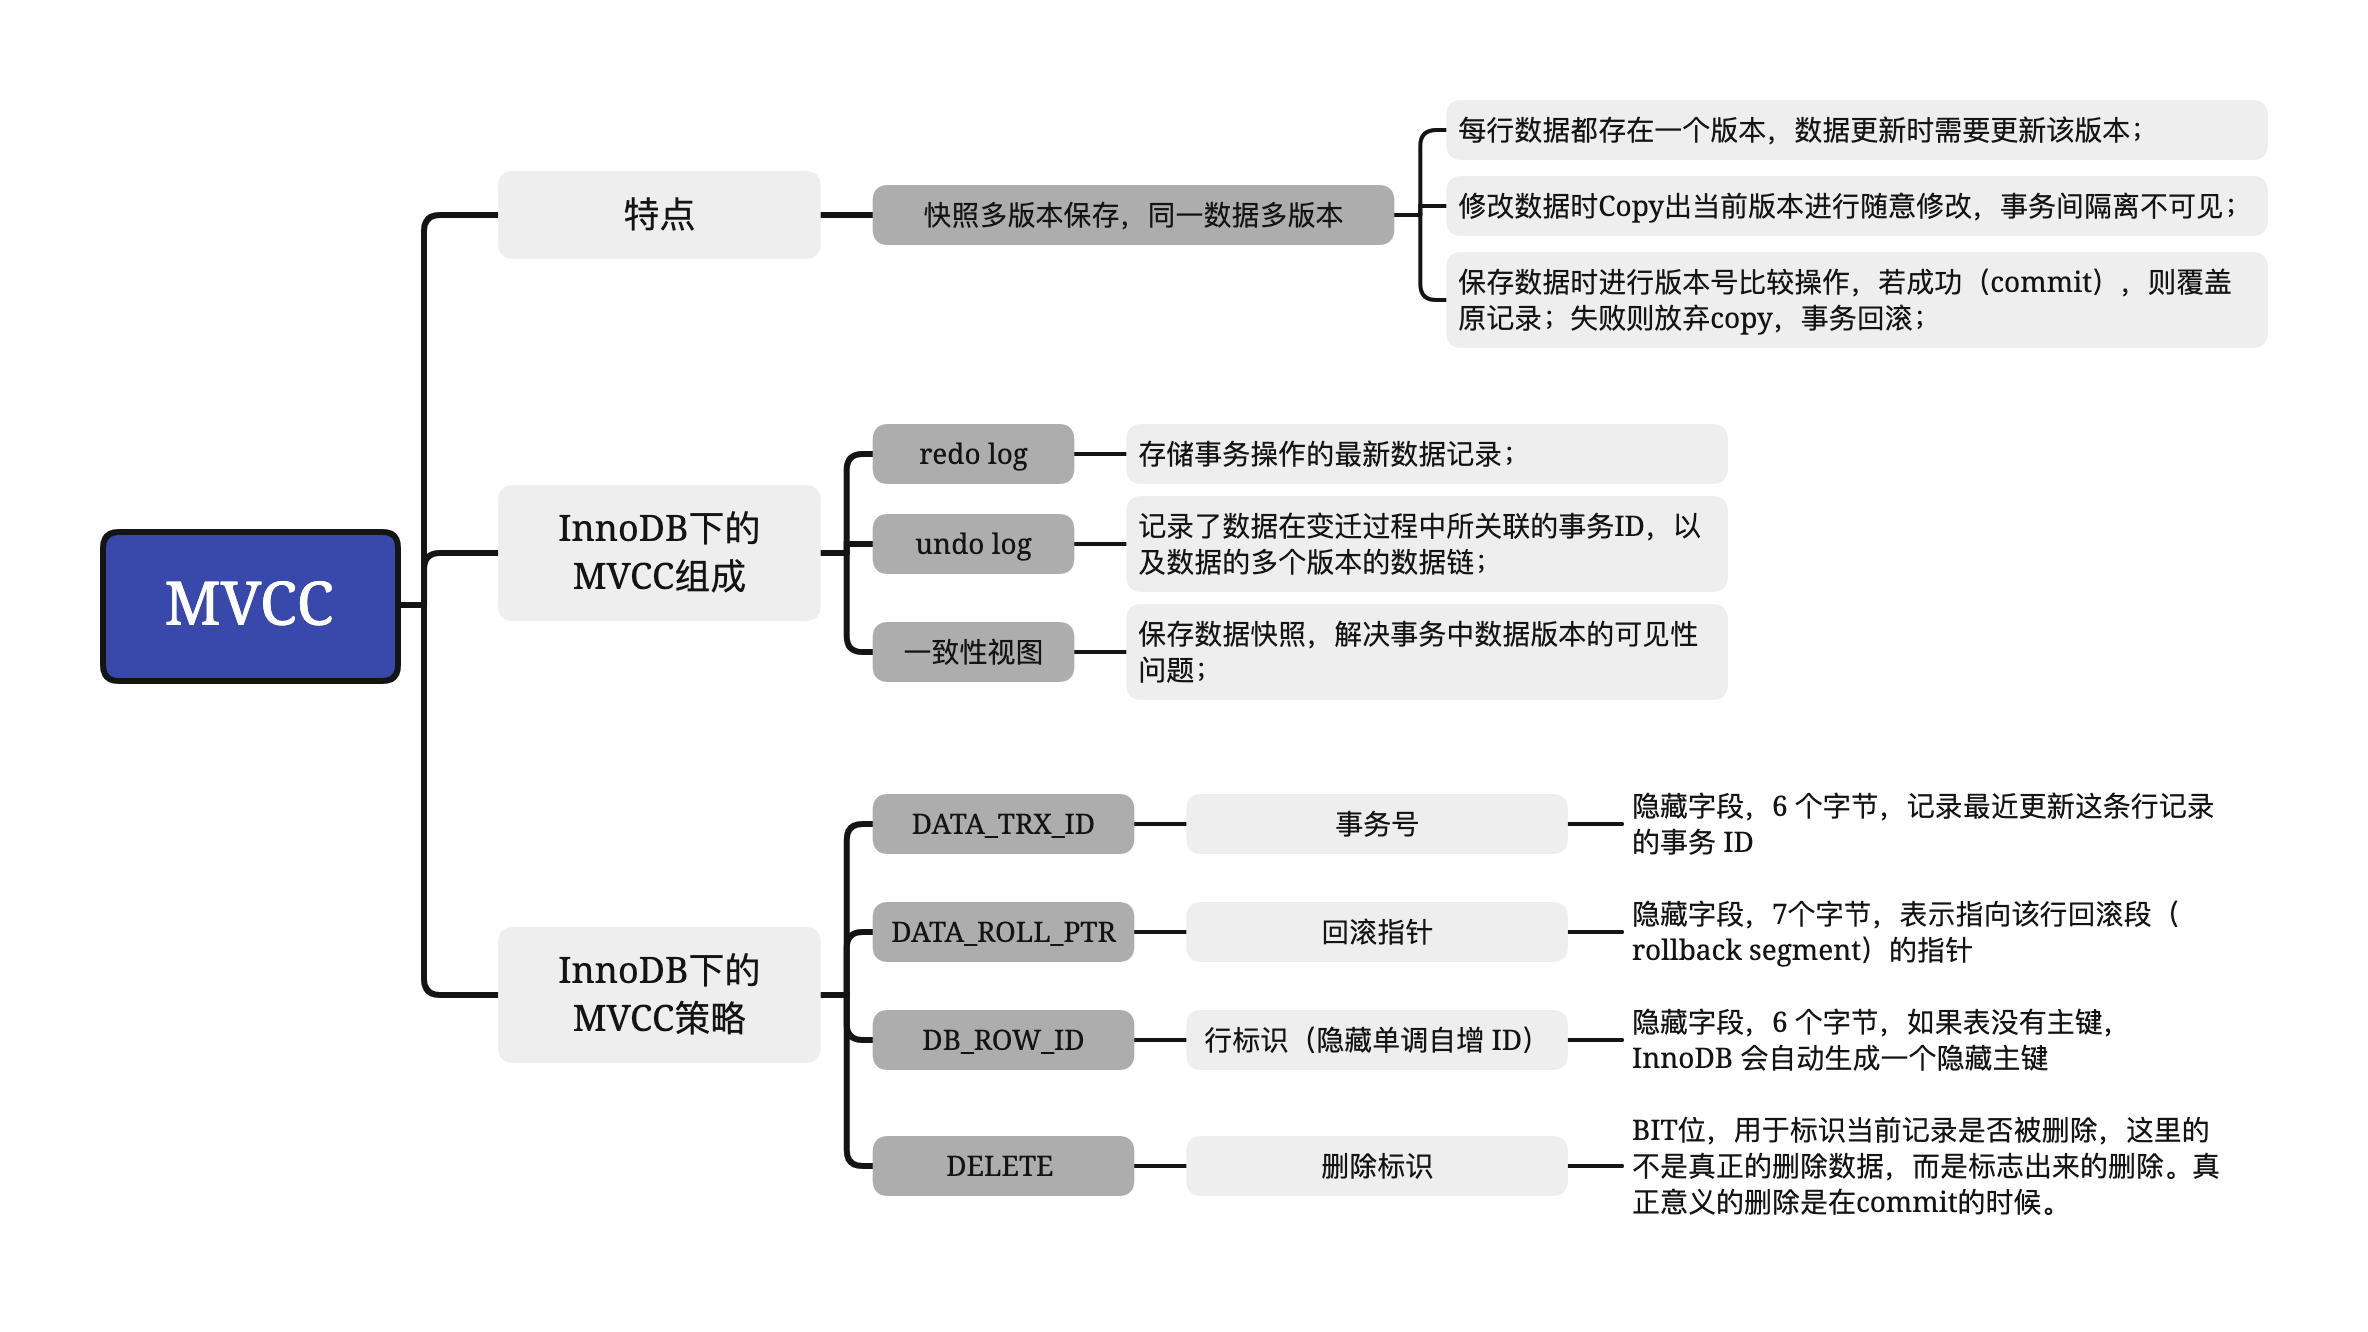 MVCC
特点
快照多版本保存，同一数据多版本
每行数据都存在一个版本，数据更新时需要更新该版本；
修改数据时Copy出当前版本进行随意修改，事务间隔离不可见；
保存数据时进行版本号比较操作，若成功（commit），则覆盖
原记录；失败则放弃copy，事务回滚；
InnoDB下的
MVCC组成
redo log
存储事务操作的最新数据记录；
undo log
记录了数据在变迁过程中所关联的事务ID，以
及数据的多个版本的数据链；
一致性视图
保存数据快照，解决事务中数据版本的可见性
问题；
InnoDB下的
MVCC策略
DATA_TRX_ID
事务号
隐藏字段，6 个字节，记录最近更新这条行记录
的事务 ID
DATA_ROLL_PTR
回滚指针
隐藏字段，7个字节，表示指向该行回滚段（
rollback segment）的指针
DB_ROW_ID
行标识（隐藏单调自增 ID）
隐藏字段，6 个字节，如果表没有主键，
InnoDB 会自动生成一个隐藏主键
DELETE
删除标识
BIT位，用于标识当前记录是否被删除，这里的
不是真正的删除数据，而是标志出来的删除。真
正意义的删除是在commit的时候。